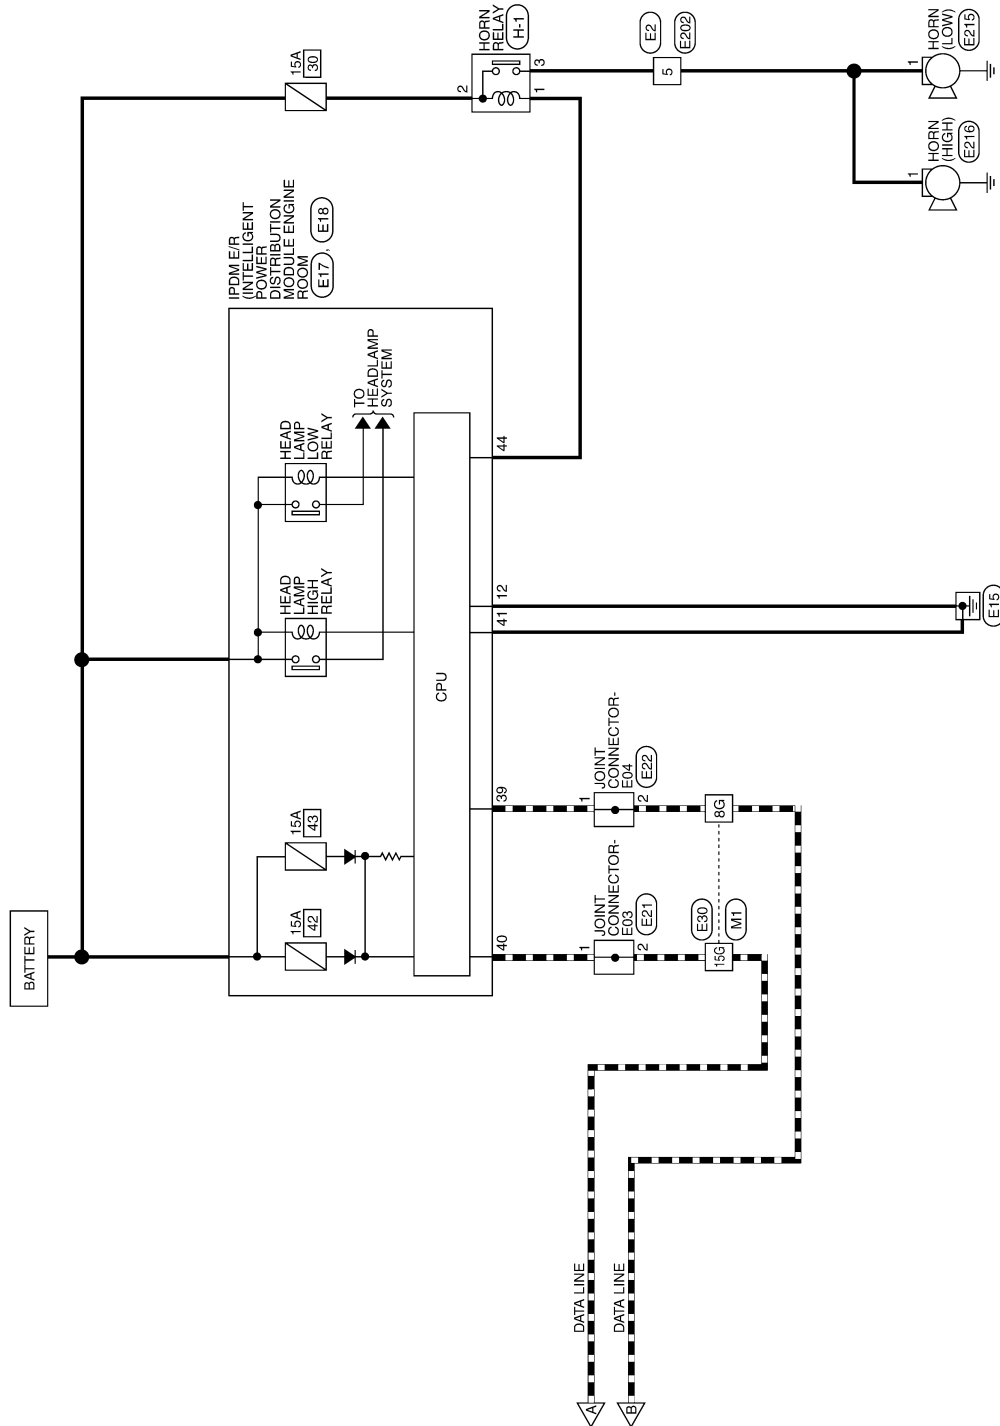 BATTERY
15A
30
HORN
RELAY
H-1
2
3
1
5
E2
E202
1
HORN
(LOW)
E215
1
HORN
(HIGH)
E216
IPDM E/R
(INTELLIGENT
POWER
DISTRIBUTION
MODULE ENGINE
ROOM
E17 , E18
HEAD
LAMP
LOW
RELAY
TO
HEADLAMP
SYSTEM
HEAD
LAMP
HIGH
RELAY
15A
43
15A
42
CPU
44
12
41
39
40
E15
1
JOINT
CONNECTOR-
E04
E22
2
8G
1
JOINT
CONNECTOR-
E03
E21
2
E30
M1
15G
DATA LINE
A
DATA LINE
B